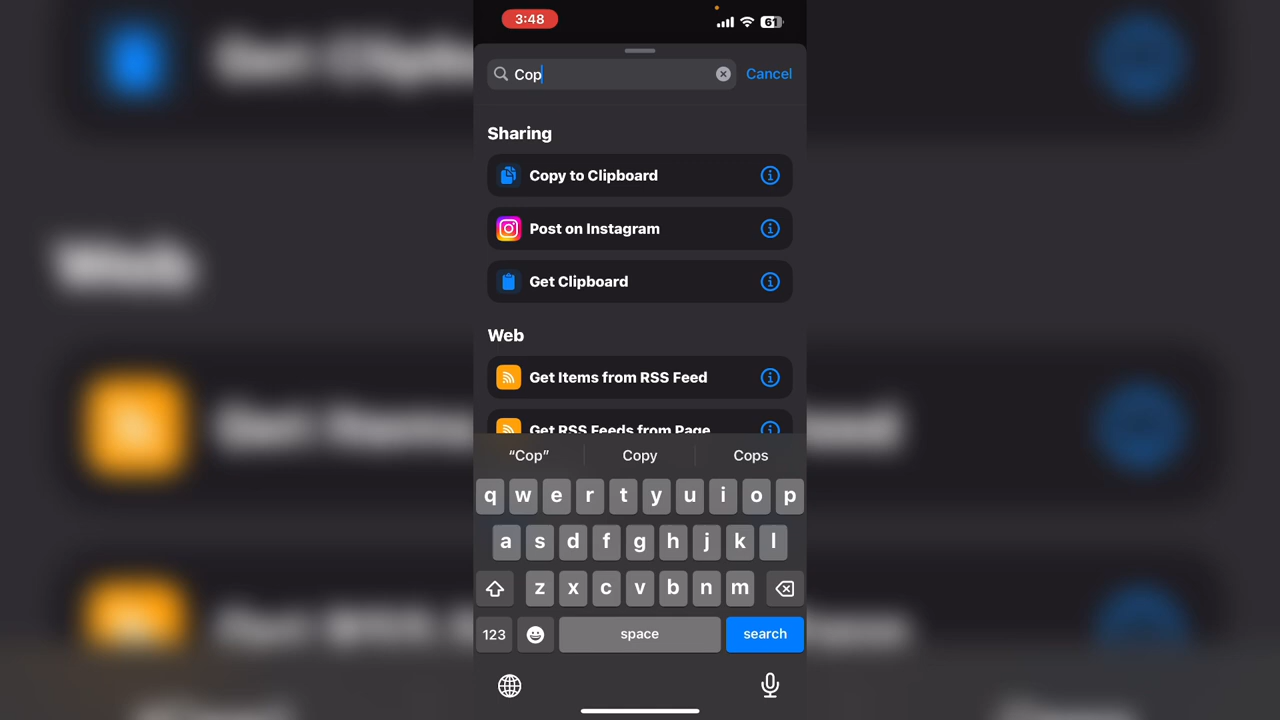 3:48
61
Cop
Cancel
Sharing
Copy to Clipboard
Post on Instagram
Get Clipboard
Web
Get Items from RSS Feed
Get RSS Feeds from Page
“Cop”
Copy
Cops
q w e r t y u i o p
a s d f g h j k l
z x c v b n m
123
space
search